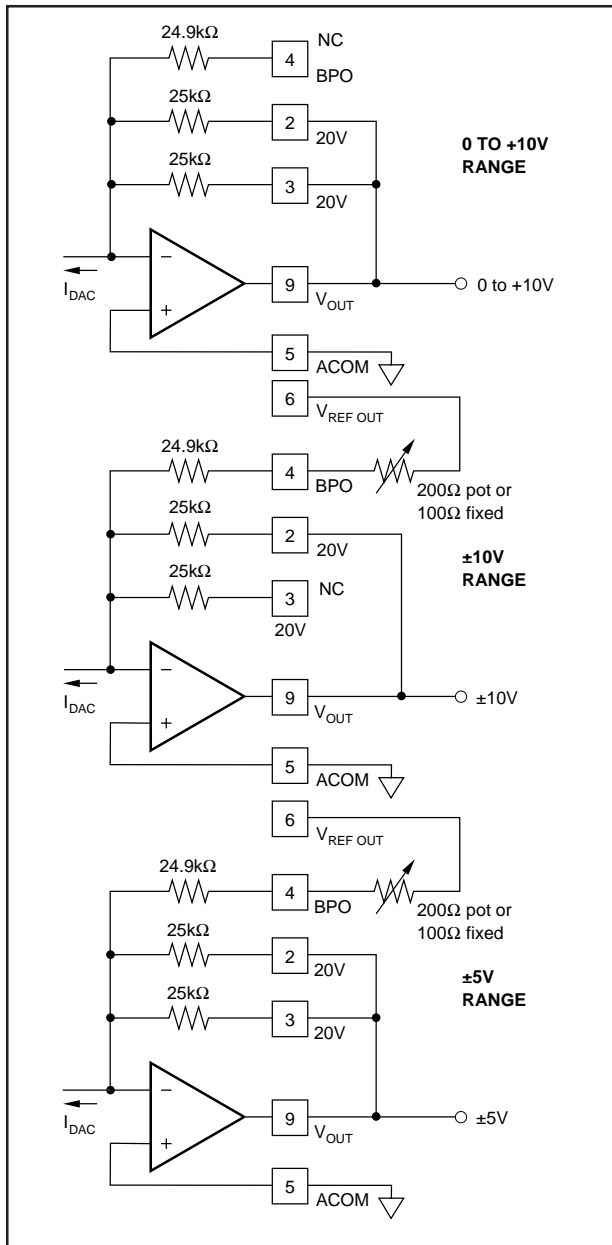 24.9kΩ
4
NC
BPO
25kΩ
2
20V
0 TO +10V
RANGE
25kΩ
3
20V
–
+
I DAC
9
V OUT
0 to +10V
5
ACOM
6
V REF OUT
24.9kΩ
4
BPO
200Ω pot or
100Ω fixed
25kΩ
2
20V
±10V
RANGE
25kΩ
3
NC
20V
–
+
I DAC
9
V OUT
±10V
5
ACOM
6
V REF OUT
24.9kΩ
4
BPO
200Ω pot or
100Ω fixed
25kΩ
2
20V
±5V
RANGE
25kΩ
3
20V
–
+
I DAC
9
V OUT
±5V
5
ACOM